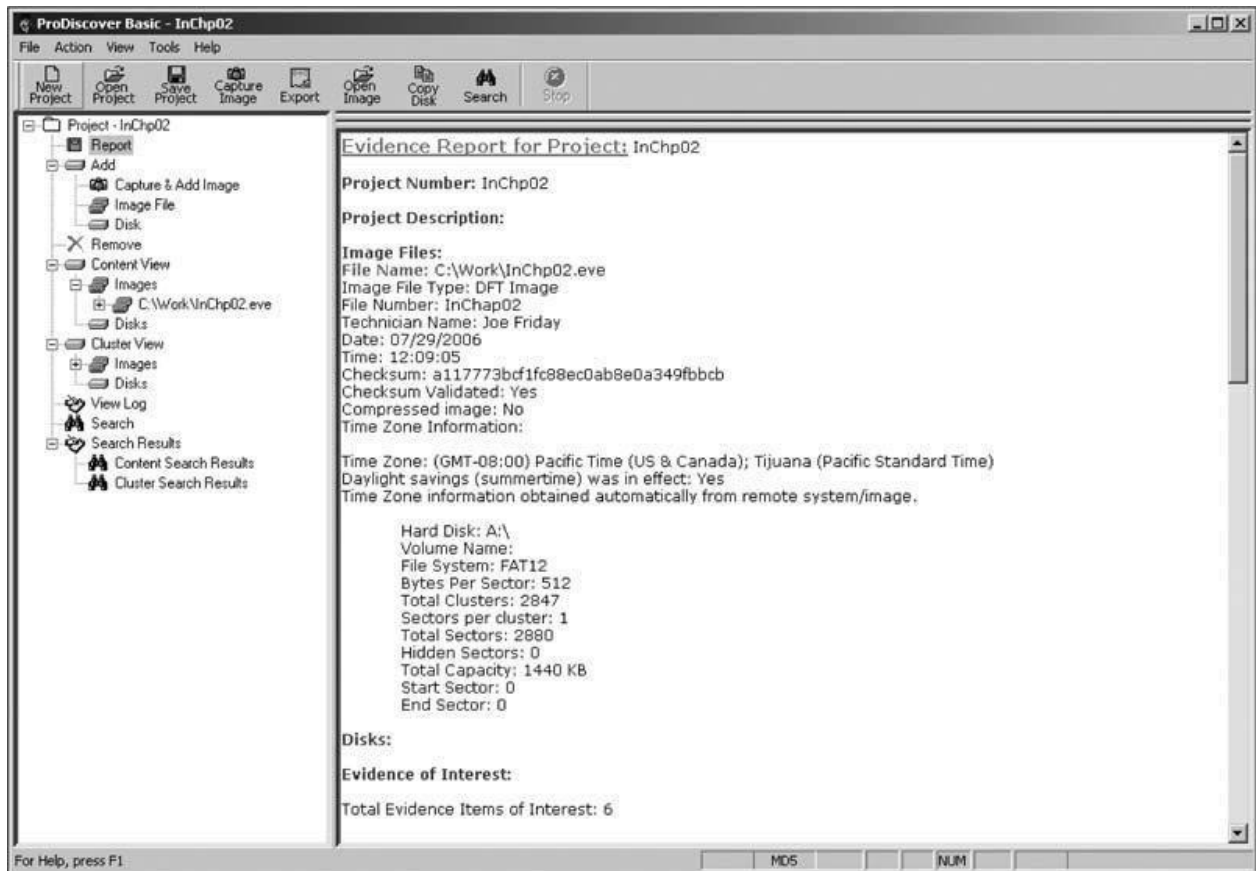 ProDiscover Basic - InChp02
File Action View Tools Help
New Project
Open Project
Save Project
Capture Image
Export
Open Image
Copy Disk
Search
Stop
Project - InChp02
Report
Add
Capture & Add Image
Image File
Disk
Remove
Content View
Images
C:\Work\InChp02.eve
Disks
Cluster View
Images
Disks
View Log
Search
Search Results
Content Search Results
Cluster Search Results
Evidence Report for Project: InChp02
Project Number: InChp02
Project Description:
Image Files:
File Name: C:\Work\InChp02.eve
Image File Type: DFT Image
File Number: InChap02
Technician Name: Joe Friday
Date: 07/29/2006
Time: 12:09:05
Checksum: a117773bcf1fc88ec0ab8e0a349fbbcb
Checksum Validated: Yes
Compressed image: No
Time Zone Information:
Time Zone: (GMT-08:00) Pacific Time (US & Canada); Tijuana (Pacific Standard Time)
Daylight savings (summertime) was in effect: Yes
Time Zone information obtained automatically from remote system/image.
Hard Disk: A:\
Volume Name:
File System: FAT12
Bytes Per Sector: 512
Total Clusters: 2847
Sectors per cluster: 1
Total Sectors: 2880
Hidden Sectors: 0
Total Capacity: 1440 KB
Start Sector: 0
End Sector: 0
Disks:
Evidence of Interest:
Total Evidence Items of Interest: 6
For Help, press F1
MD5
NUM